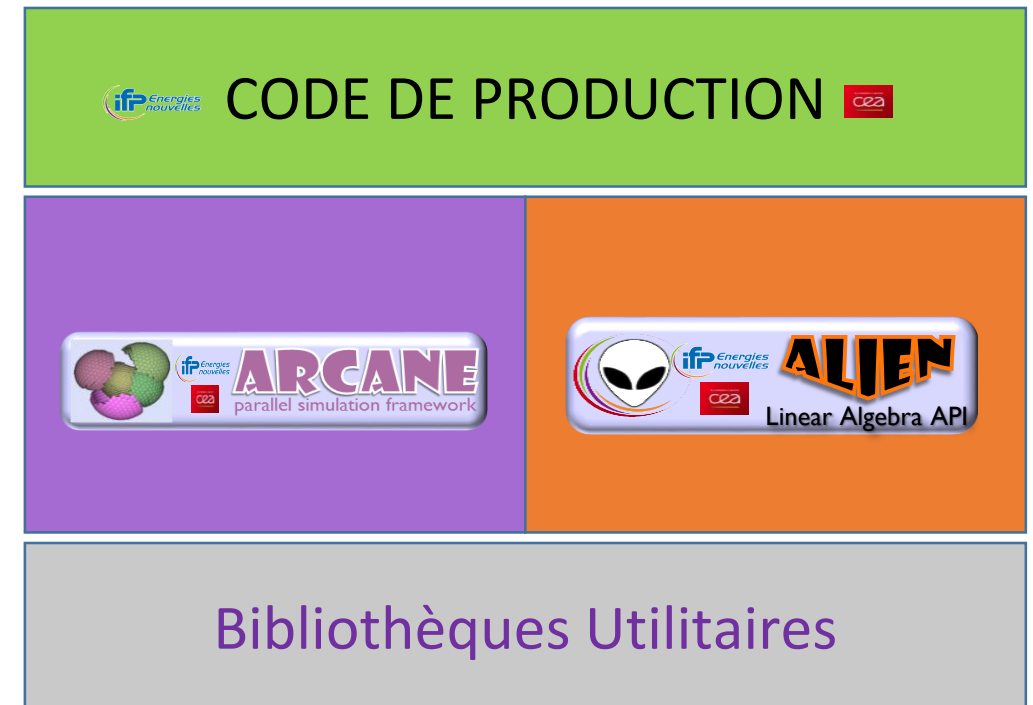 ifp Energies nouvelles
CODE DE PRODUCTION
cea
ifp Energies nouvelles
cea
ARCANE
parallel simulation framework
ifp Energies nouvelles
cea
ALIEN
Linear Algebra API
Bibliothèques Utilitaires